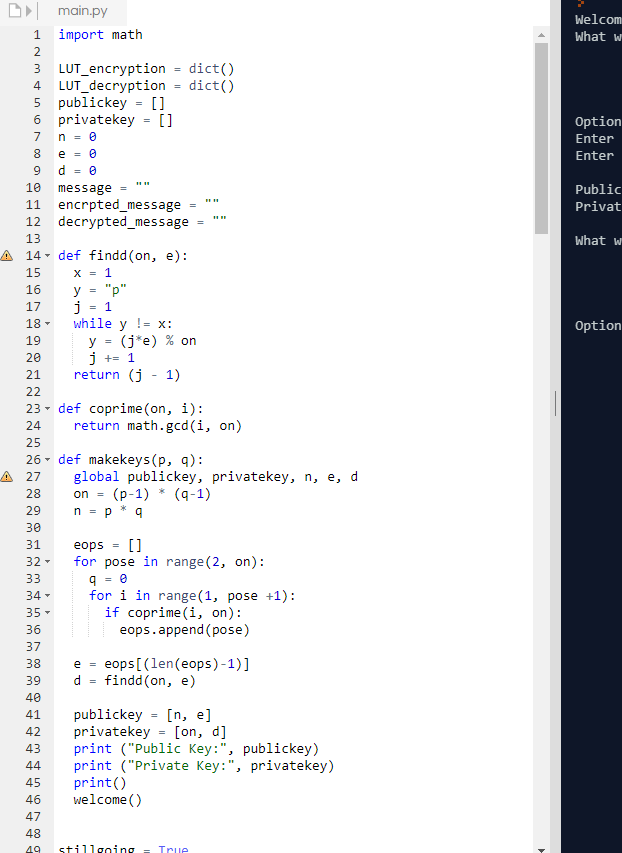 main.py
1 import math
2
3 LUT_encryption = dict()
4 LUT_decryption = dict()
5 publickey = []
6 privatekey = []
7 n = 0
8 e = 0
9 d = 0
10 message = ""
11 encrpted_message = ""
12 decrypted_message = ""
13
14 def findd(on, e):
15   x = 1
16   y = "p"
17   j = 1
18   while y != x:
19     y = (j*e) % on
20     j += 1
21   return (j - 1)
22
23 def coprime(on, i):
24   return math.gcd(i, on)
25
26 def makekeys(p, q):
27   global publickey, privatekey, n, e, d
28   on = (p-1) * (q-1)
29   n = p * q
30
31   eops = []
32   for pose in range(2, on):
33     q = 0
34     for i in range(1, pose +1):
35       if coprime(i, on):
36         eops.append(pose)
37
38   e = eops[(len(eops)-1)]
39   d = findd(on, e)
40
41   publickey = [n, e]
42   privatekey = [on, d]
43   print ("Public Key:", publickey)
44   print ("Private Key:", privatekey)
45   print()
46   welcome()
47
48
49 stillgoing = True
Welcom
What w
Option
Enter
Enter
Public
Privat
What w
Option